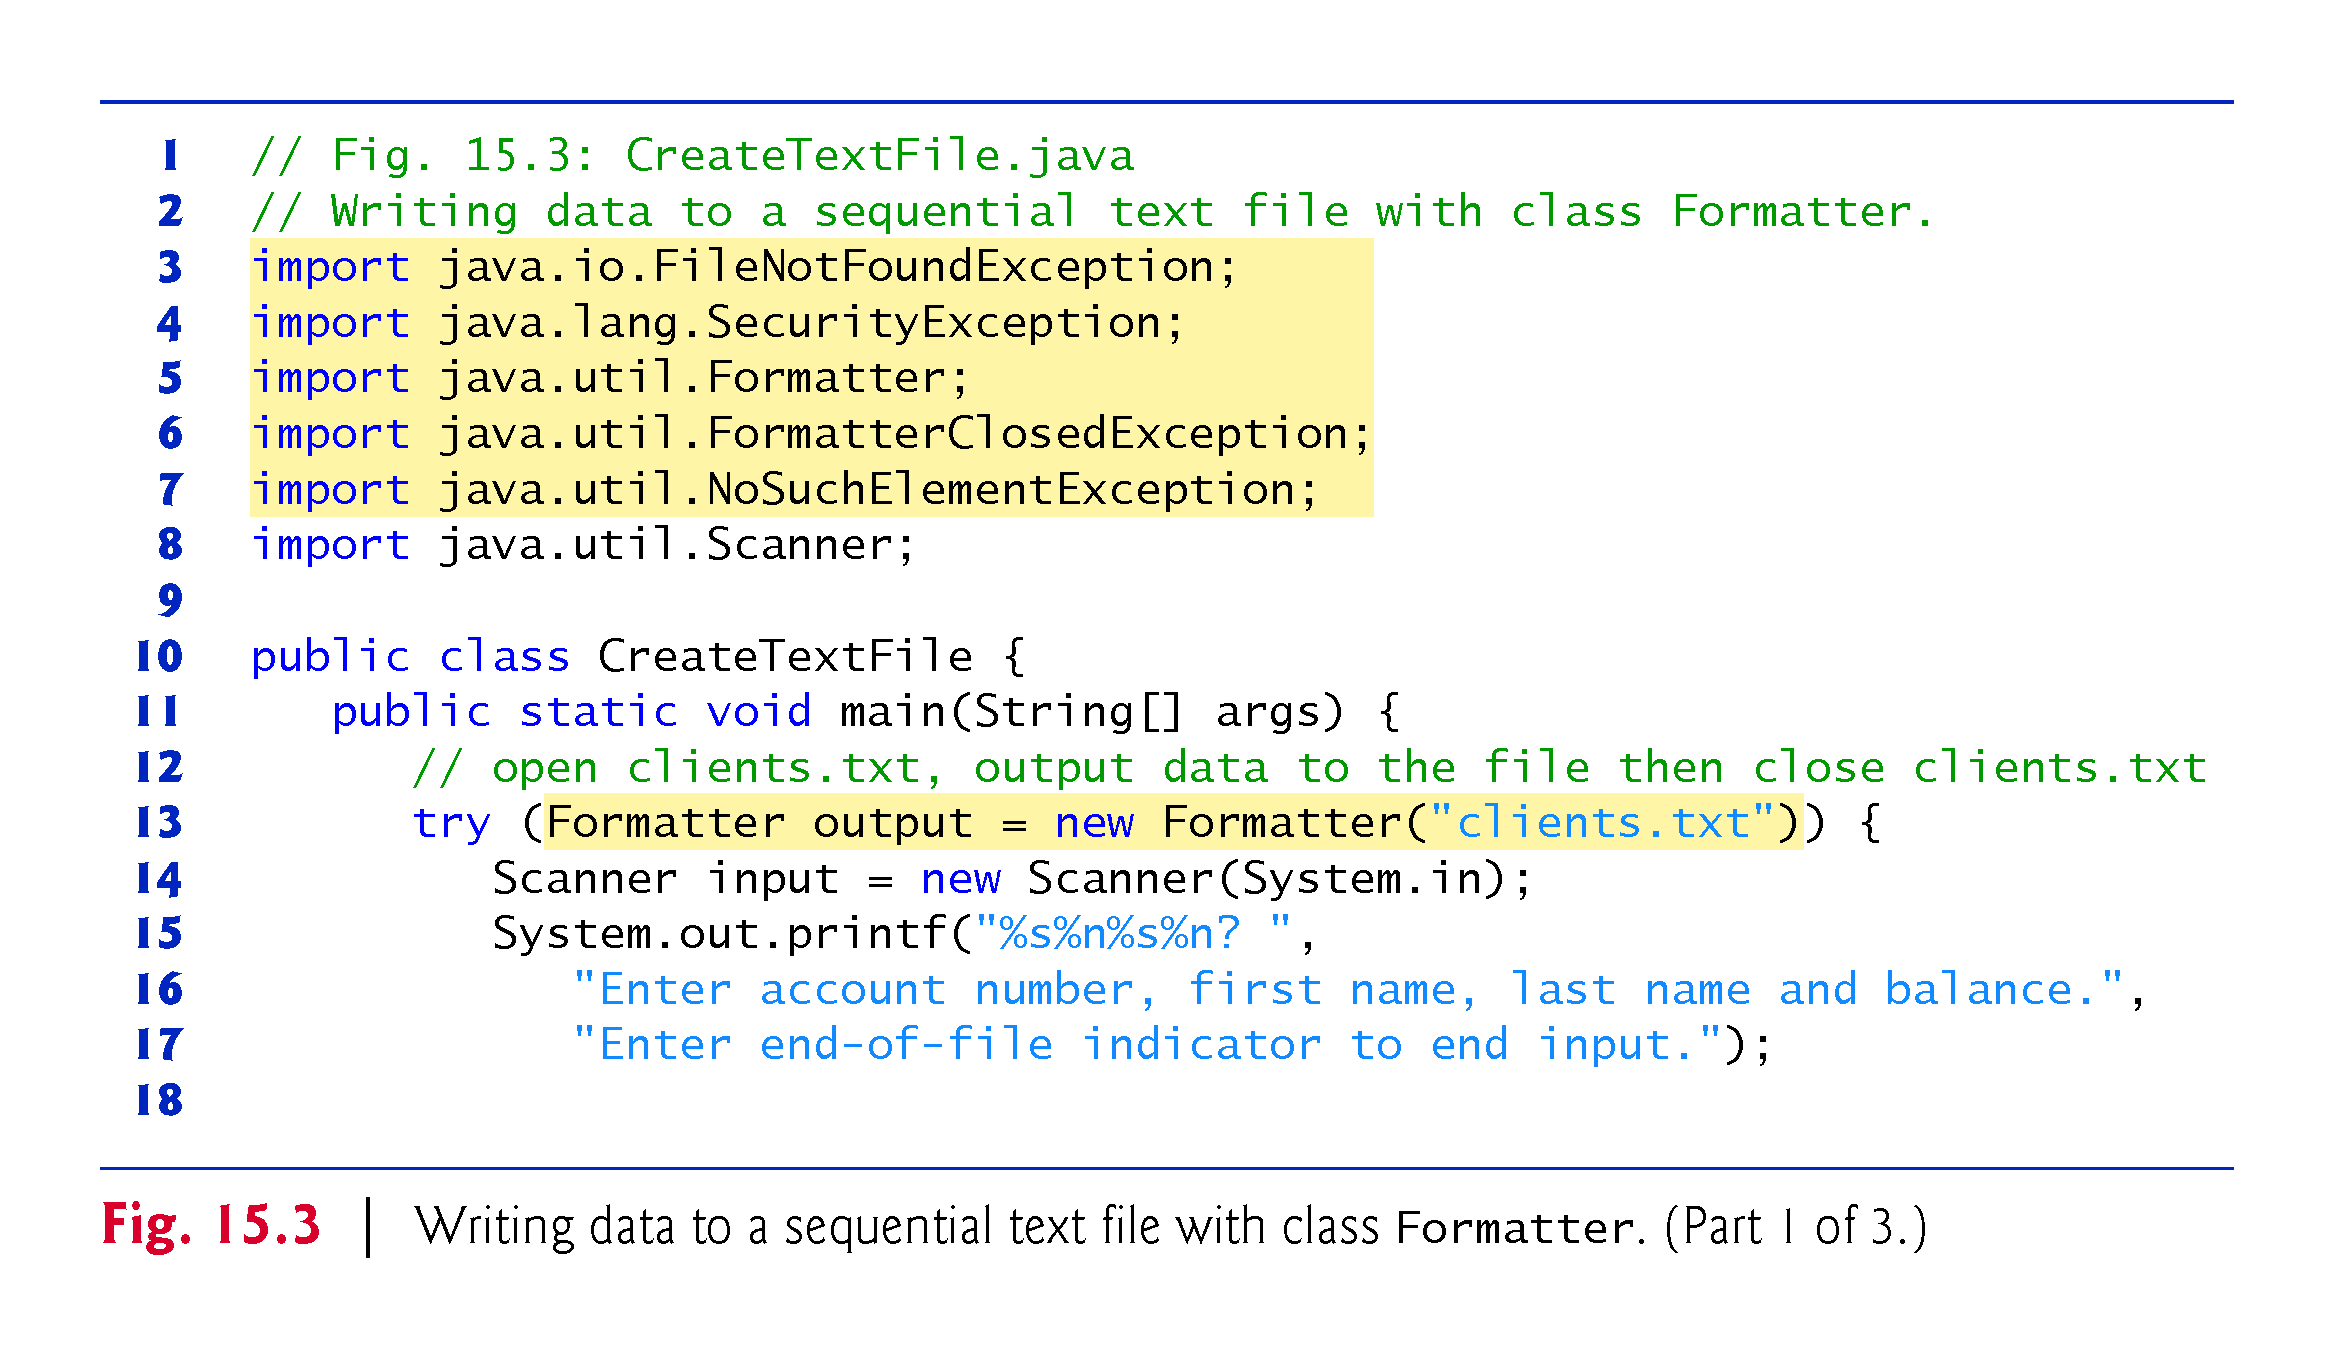 1 // Fig. 15.3: CreateTextFile.java
2 // Writing data to a sequential text file with class Formatter.
3 import java.io.FileNotFoundException;
4 import java.lang.SecurityException;
5 import java.util.Formatter;
6 import java.util.FormatterClosedException;
7 import java.util.NoSuchElementException;
8 import java.util.Scanner;
9
10 public class CreateTextFile {
11    public static void main(String[] args) {
12       // open clients.txt, output data to the file then close clients.txt
13       try (Formatter output = new Formatter("clients.txt")) {
14          Scanner input = new Scanner(System.in);
15          System.out.printf("%s%n%s%n? ",
16             "Enter account number, first name, last name and balance.",
17             "Enter end-of-file indicator to end input.");
18
Fig. 15.3 | Writing data to a sequential text file with class Formatter. (Part 1 of 3.)